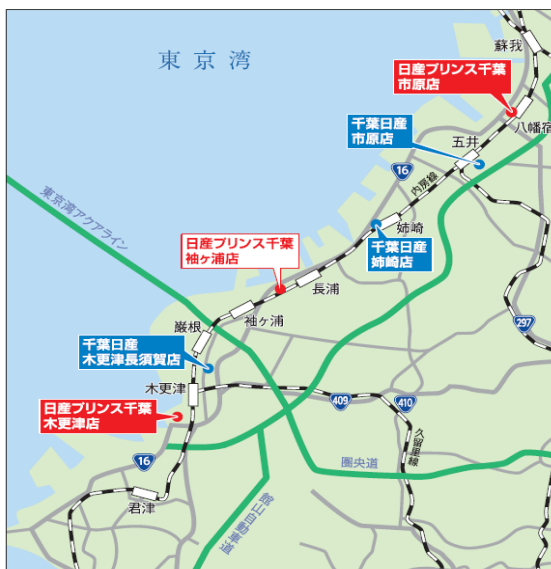 蘇我
東京湾
日産プリンス千葉
市原店
八幡宿
千葉日産
市原店
五井
16
内房線
東京湾アクアライン
姉崎
日産プリンス千葉
袖ヶ浦店
千葉日産
姉崎店
長浦
袖ヶ浦
297
巌根
千葉日産
木更津長須賀店
木更津
409
410
日産プリンス千葉
木更津店
久留里線
16
圏央道
君津
館山自動車道